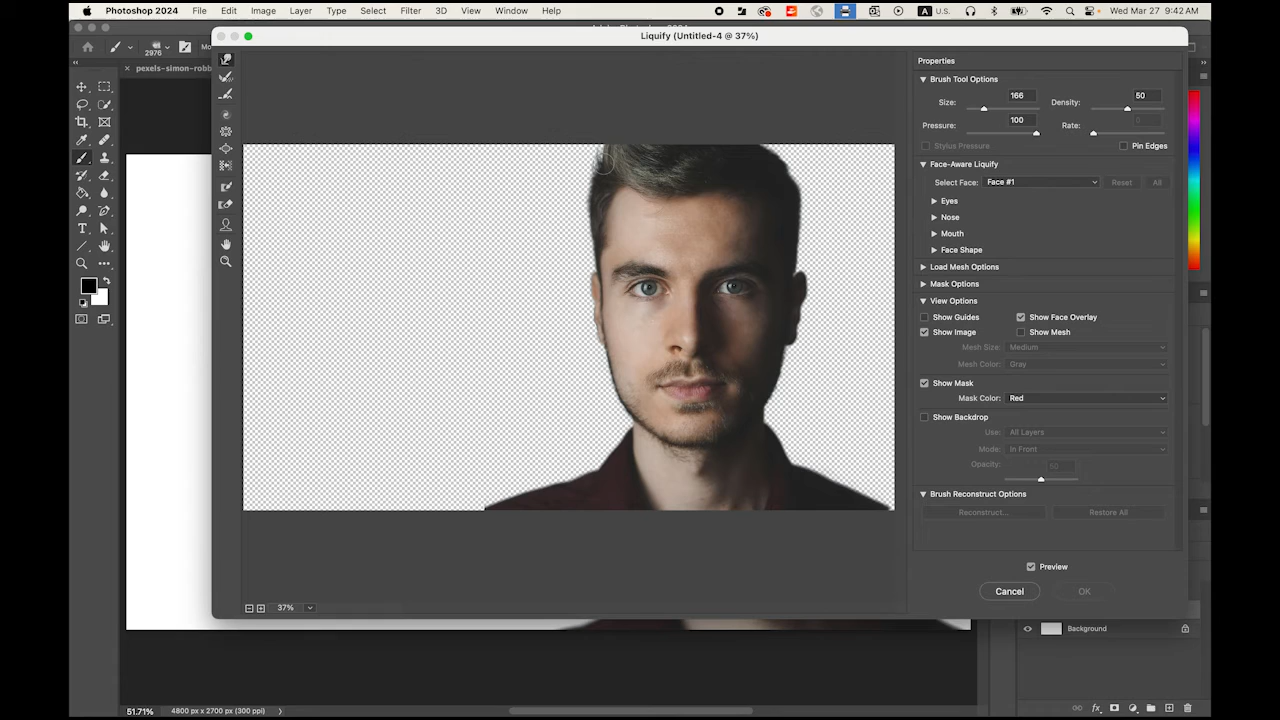 Photoshop 2024 File Edit Image Layer Type Select Filter 3D View Plugins Window Help U.S. Wed Mar 27 9:42 AM
Liquify (Untitled-4 @ 37%)
2976
pexels-simon-robb
Properties
Brush Tool Options
Size: 166 Density: 50
Pressure: 100 Rate: 0
Stylus Pressure Pin Edges
Face-Aware Liquify
Select Face: Face #1 Reset All
Eyes
Nose
Mouth
Face Shape
Load Mesh Options
Mask Options
View Options
Show Guides Show Face Overlay
Show Image Show Mesh
Mesh Size: Medium
Mesh Color: Gray
Show Mask
Mask Color: Red
Show Backdrop
Use: All Layers
Mode: In Front
Opacity: 50
Brush Reconstruct Options
Reconstruct... Restore All
Preview
Cancel OK
37%
Background
51.71% 4800 px x 2700 px (300 ppi)